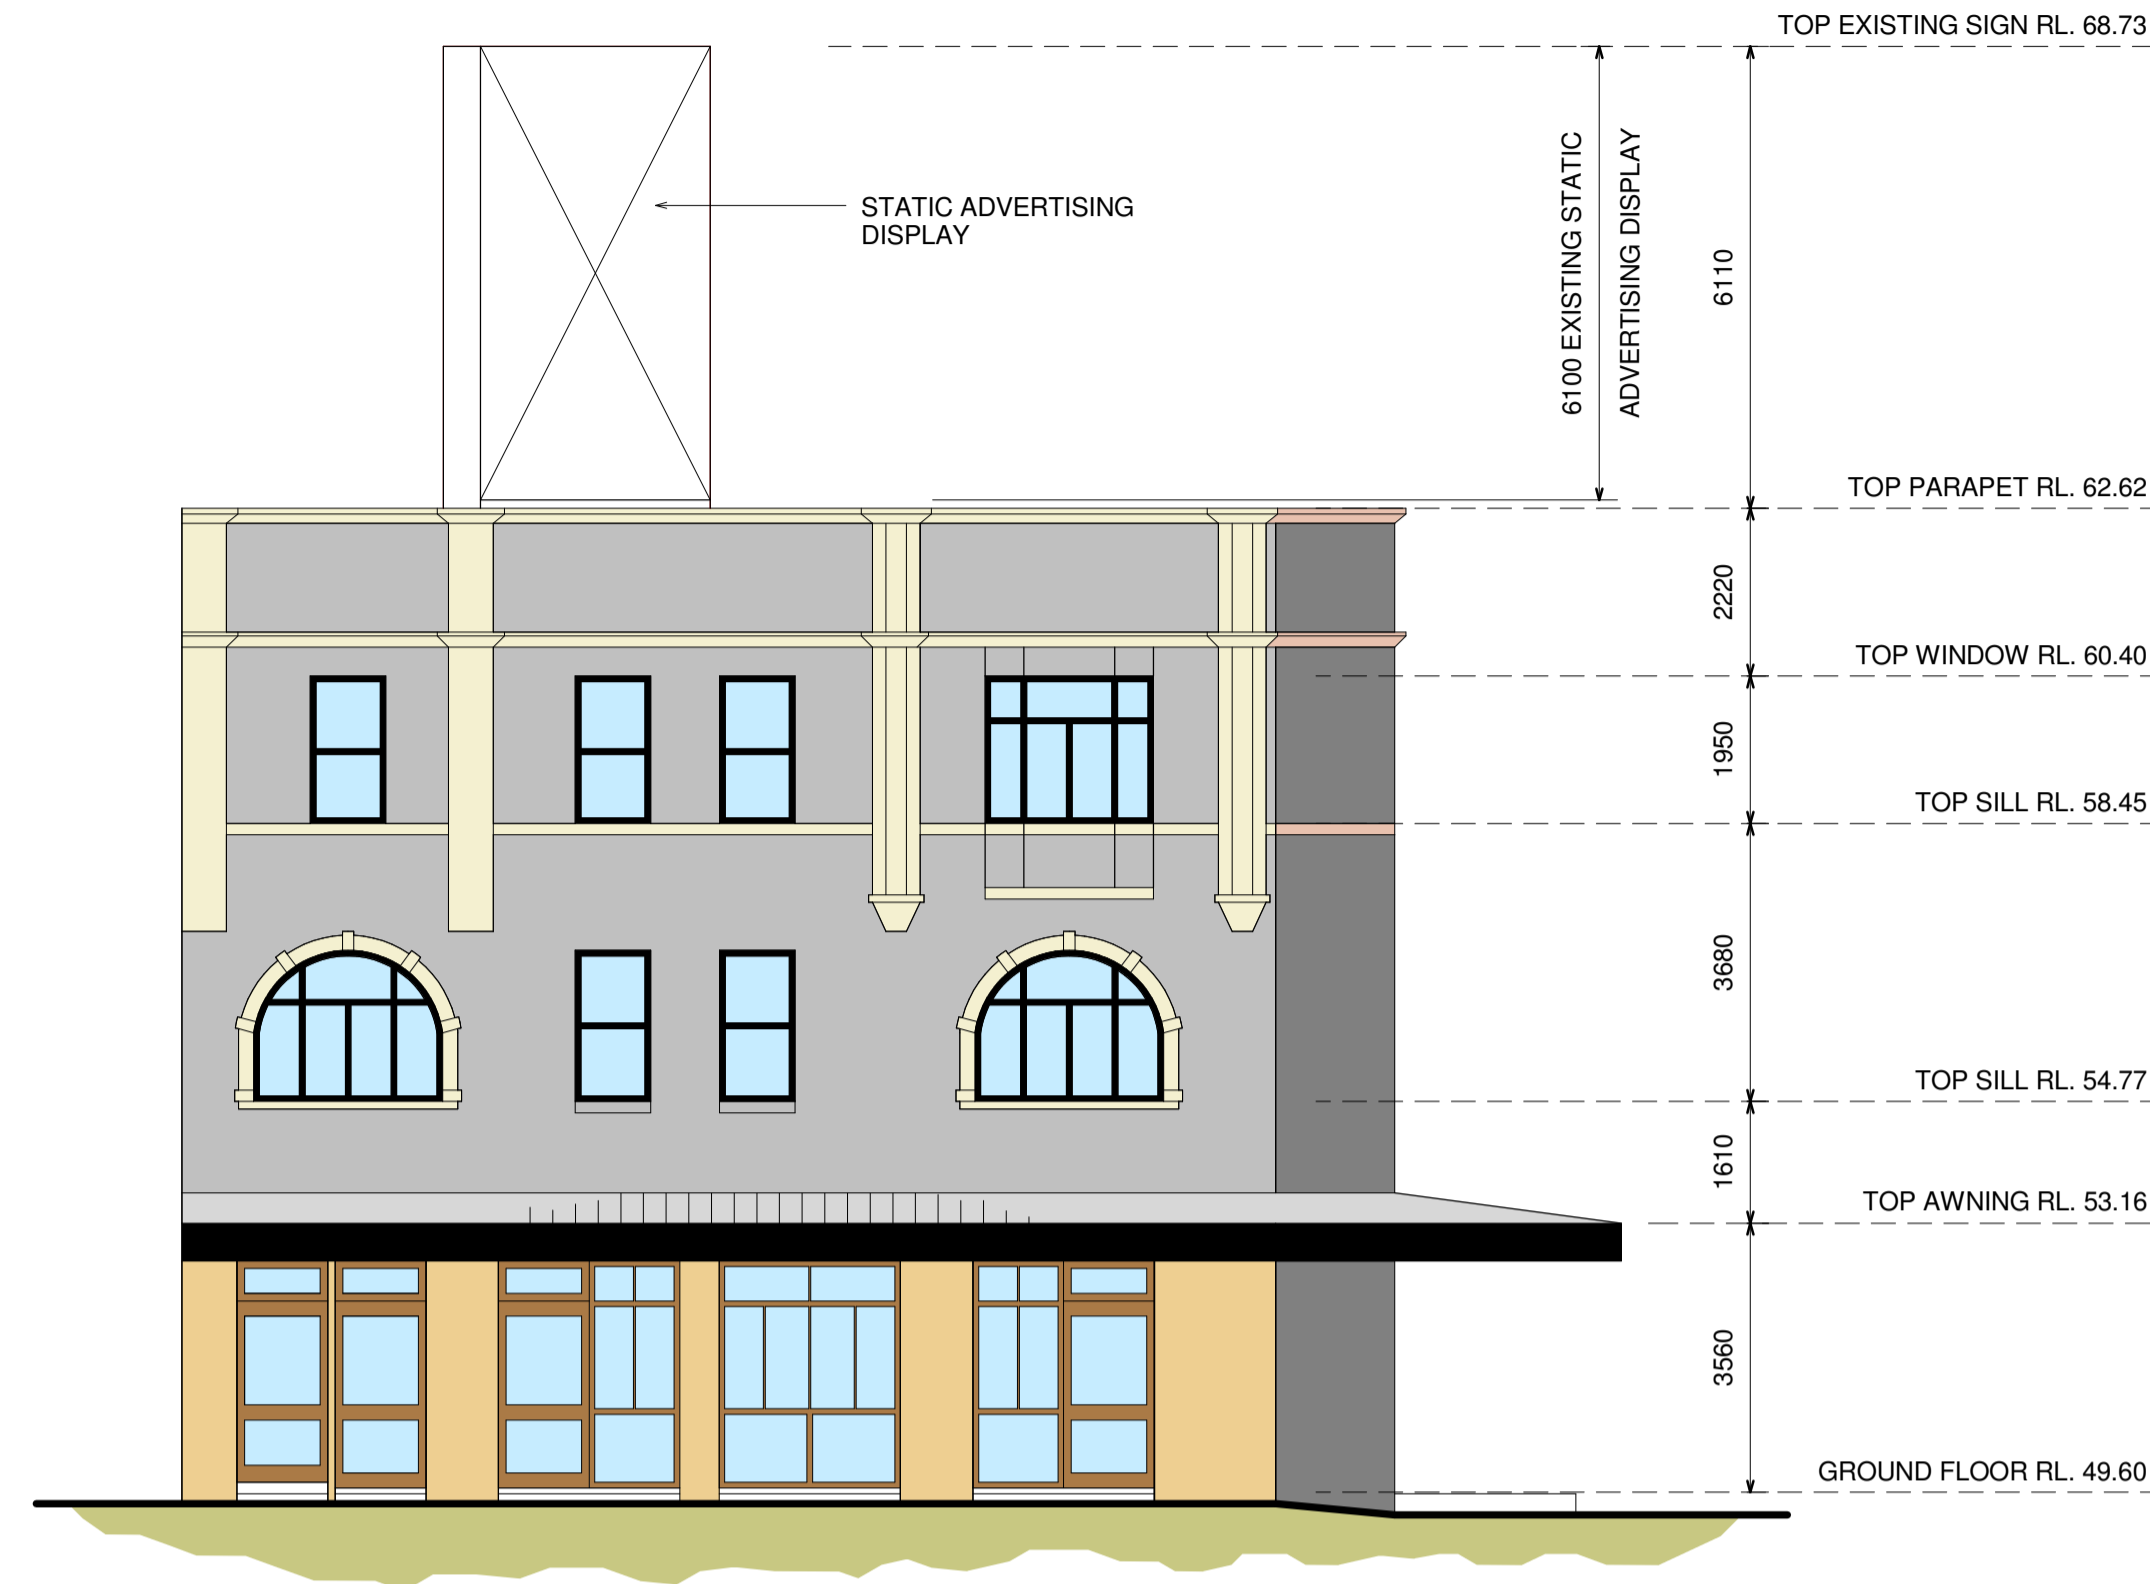 TOP EXISTING SIGN RL. 68.73
STATIC ADVERTISING
DISPLAY
6100 EXISTING STATIC
ADVERTISING DISPLAY
6110
TOP PARAPET RL. 62.62
2220
TOP WINDOW RL. 60.40
1950
TOP SILL RL. 58.45
3680
TOP SILL RL. 54.77
1610
TOP AWNING RL. 53.16
3560
GROUND FLOOR RL. 49.60